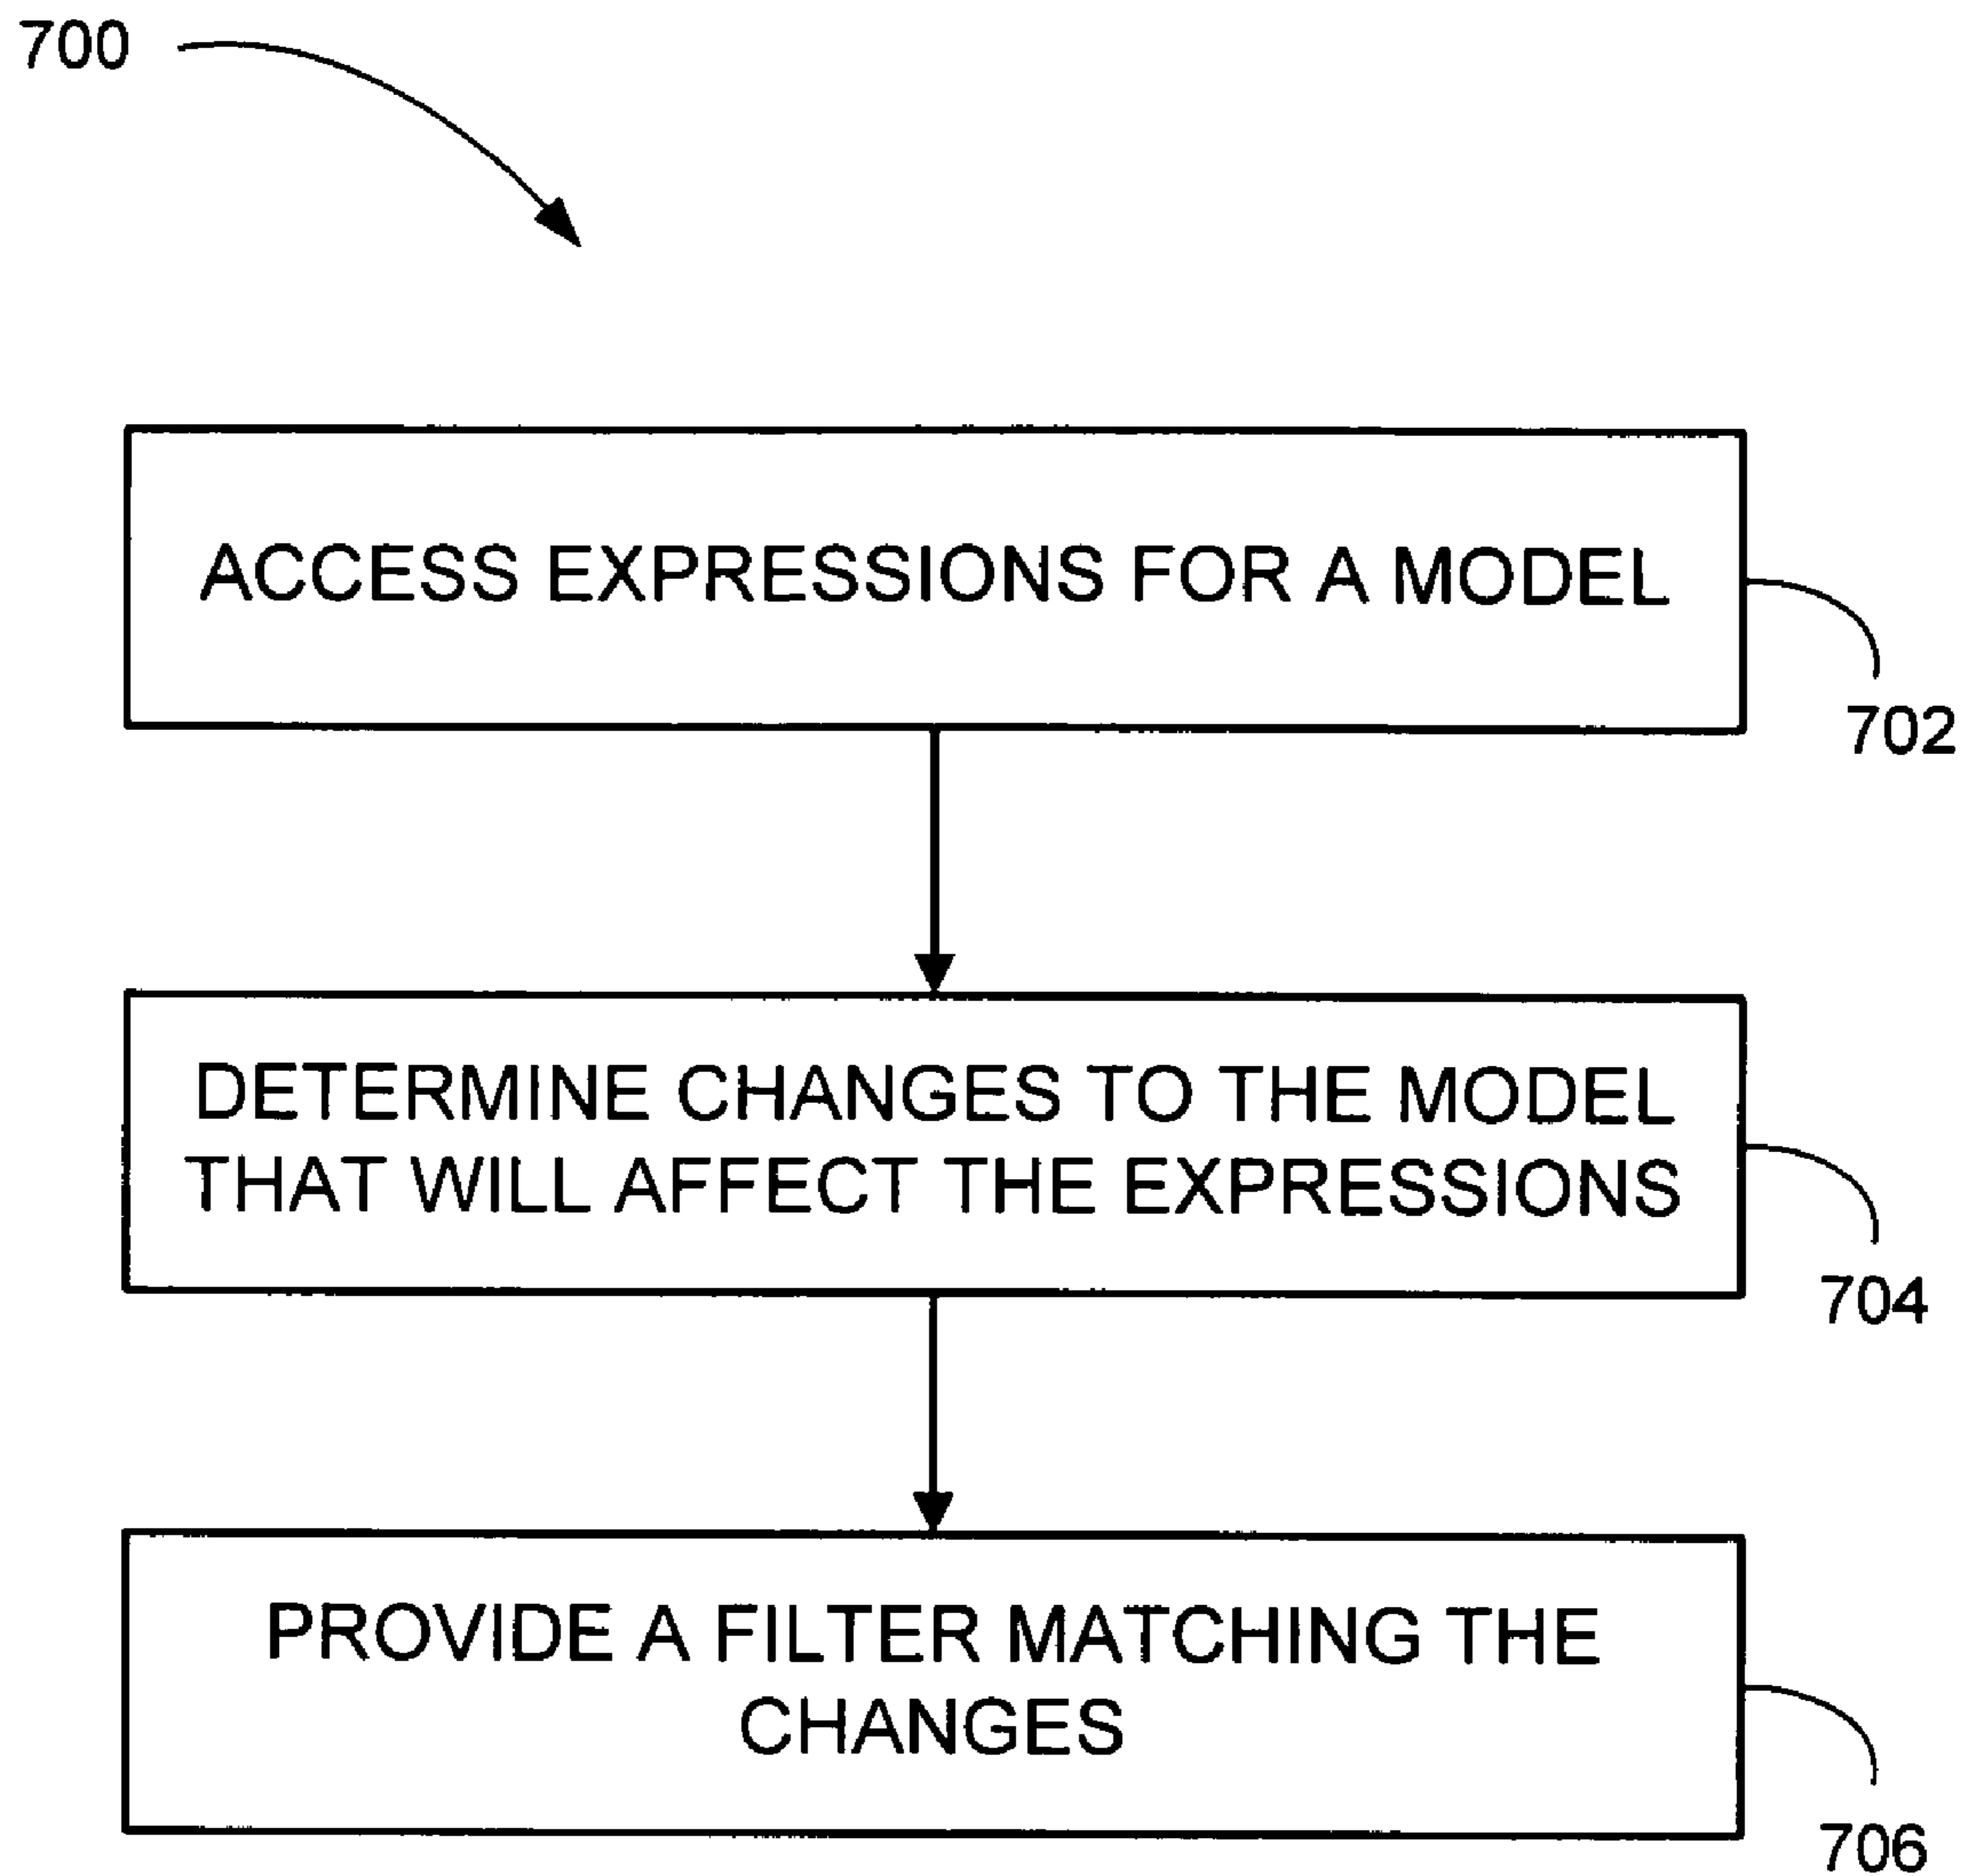 700
ACCESS EXPRESSIONS FOR A MODEL
702
DETERMINE CHANGES TO THE MODEL
THAT WILL AFFECT THE EXPRESSIONS
704
PROVIDE A FILTER MATCHING THE
CHANGES
706